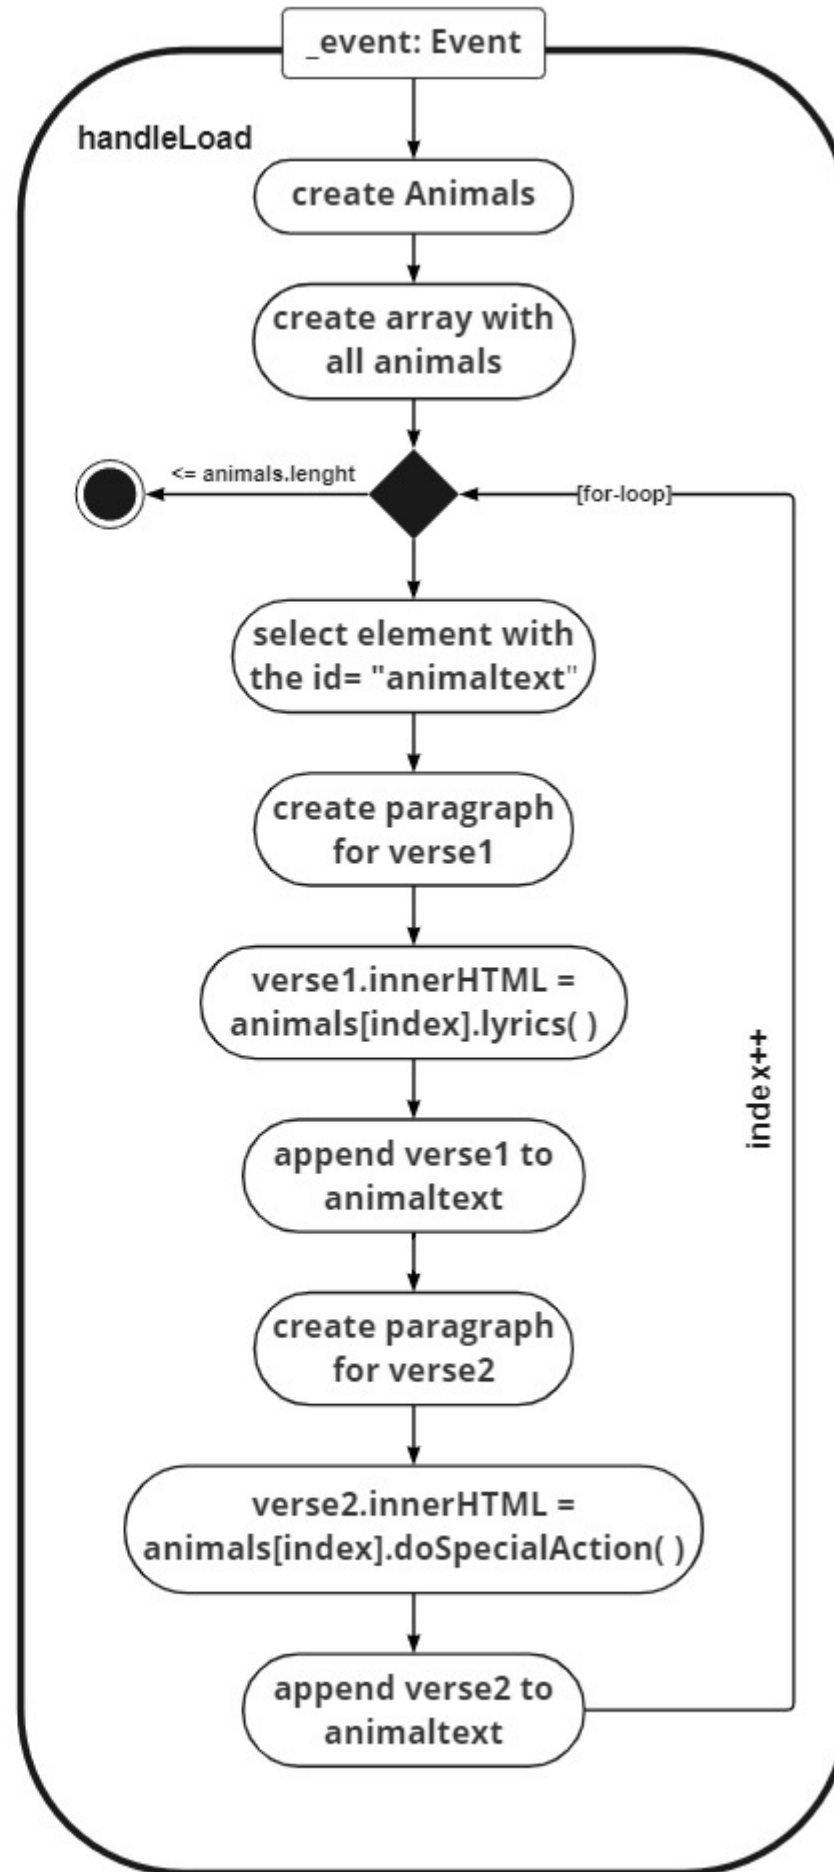 _event: Event
handleLoad
create Animals
create array with
all animals
<= animals.lenght
[for-loop]
select element with
the id= "animaltext"
create paragraph
for verse1
verse1.innerHTML =
animals[index].lyrics( )
index++
append verse1 to
animaltext
create paragraph
for verse2
verse2.innerHTML =
animals[index].doSpecialAction( )
append verse2 to
animaltext